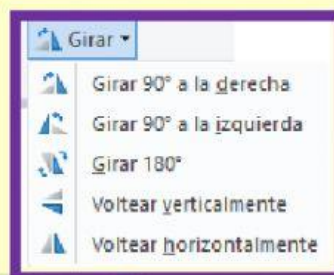 Girar
Girar 90° a la derecha
Girar 90° a la izquierda
Girar 180°
Voltear verticalmente
Voltear horizontalmente